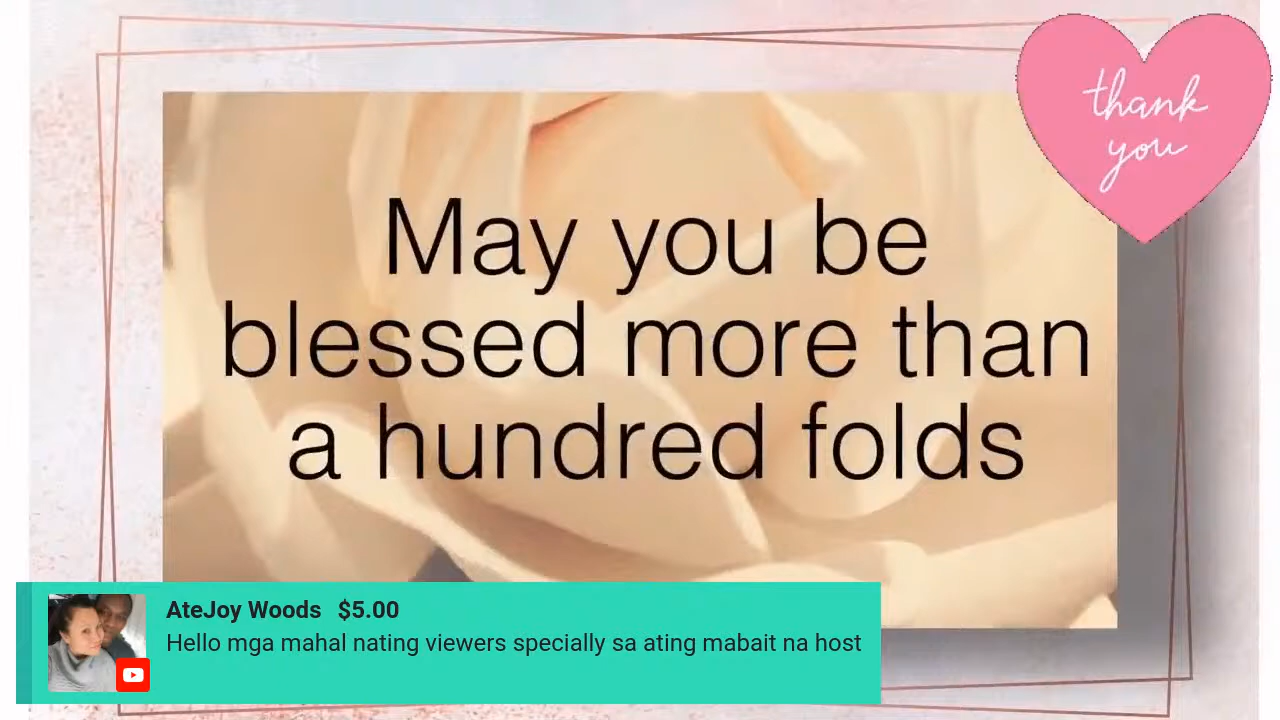 thank
you
May you be
blessed more than
a hundred folds
AteJoy Woods $5.00
Hello mga mahal nating viewers specially sa ating mabait na host